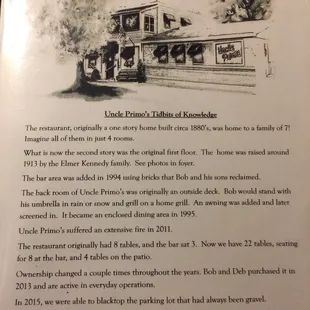 Uncle Primo's
Uncle Primo's Tidbits of Knowledge
The restaurant, originally a one story home built circa 1880's, was home to a family of 7!
Imagine all of them in just 4 rooms.
What is now the second story was the original first floor. The home was raised around
1913 by the Elmer Kennedy family. See photos in foyer.
The bar area was added in 1994 using bricks that Bob and his sons reclaimed.
The back room of Uncle Primo's was originally an outside deck. Bob would stand with
his umbrella in rain or snow and grill on a home grill. An awning was added and later
screened in. It became an enclosed dining area in 1995.
Uncle Primo's suffered an extensive fire in 2011.
The restaurant originally had 8 tables, and the bar sat 3. Now we have 22 tables, seating
for 8 at the bar, and 4 tables on the patio.
Ownership changed a couple times throughout the years. Bob and Deb purchased it in
2013 and are active in everyday operations.
In 2015, we were able to blacktop the parking lot that had always been gravel.